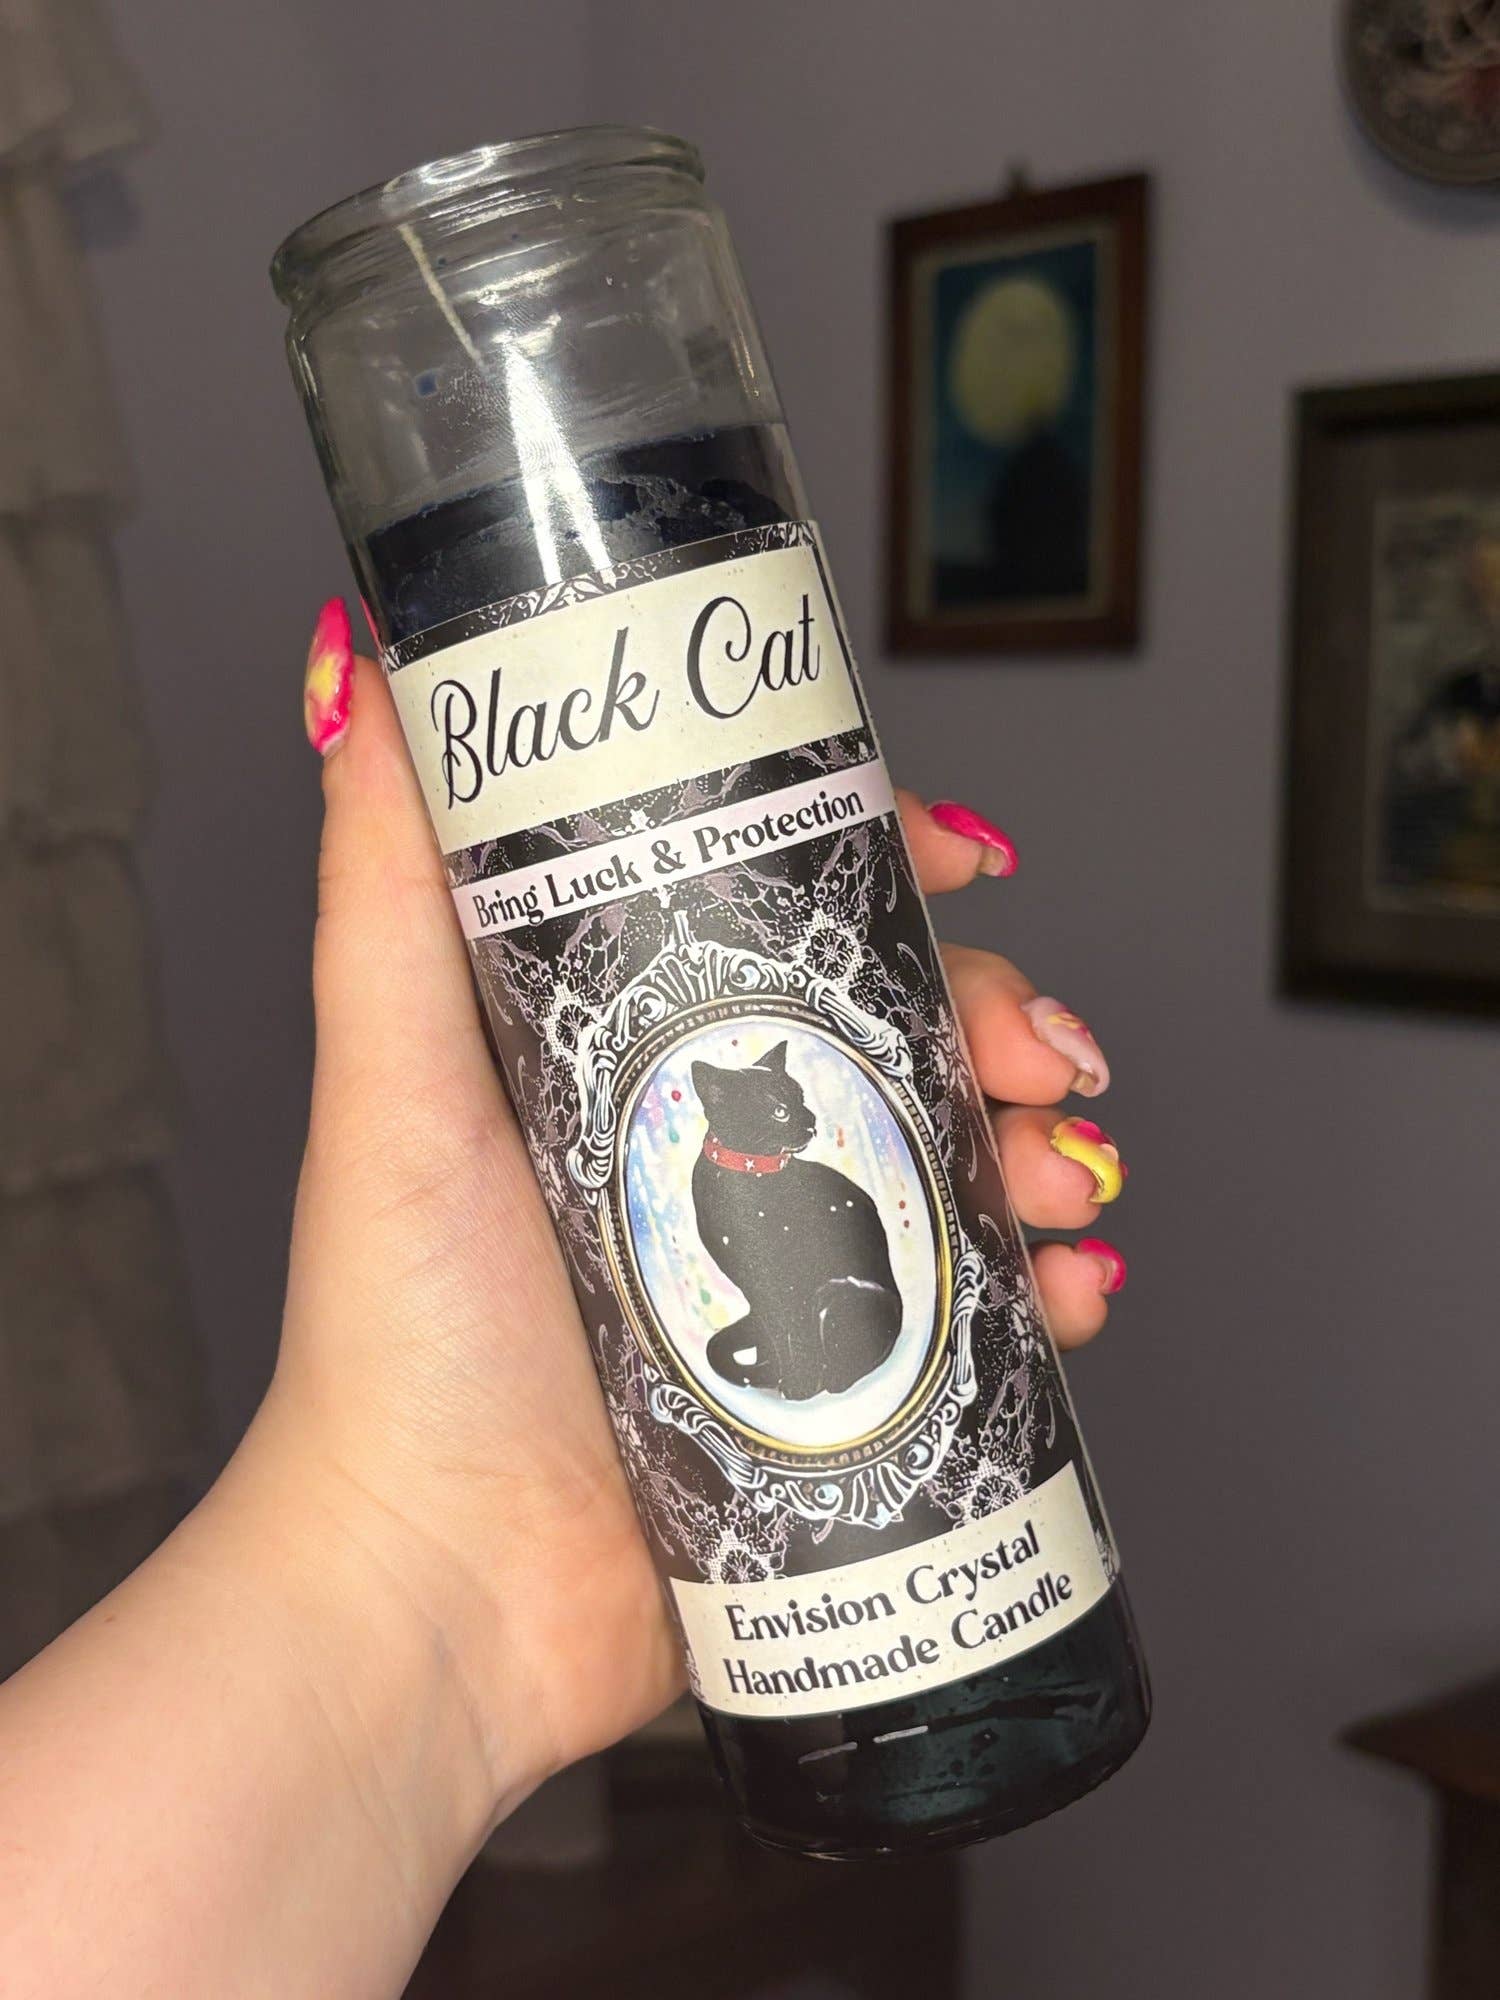 Black Cat
Bring Luck & Protection
Envision Crystal
Handmade Candle